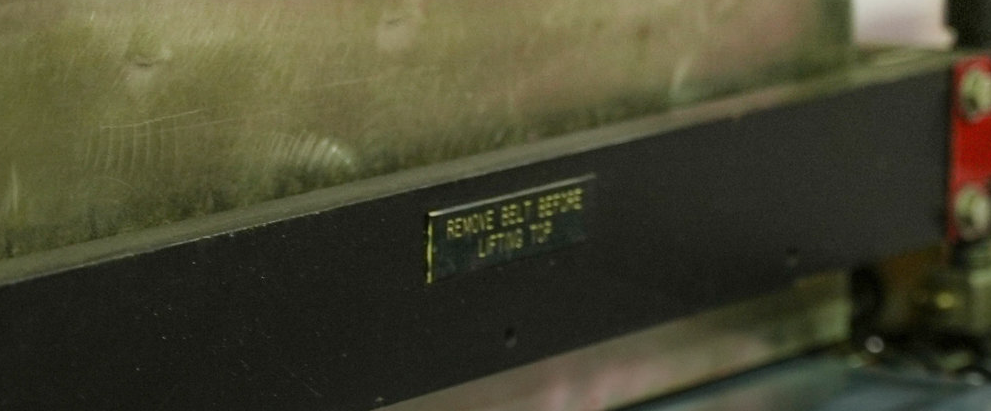 REMOVE BELT BEFORE
LIFTING TOP